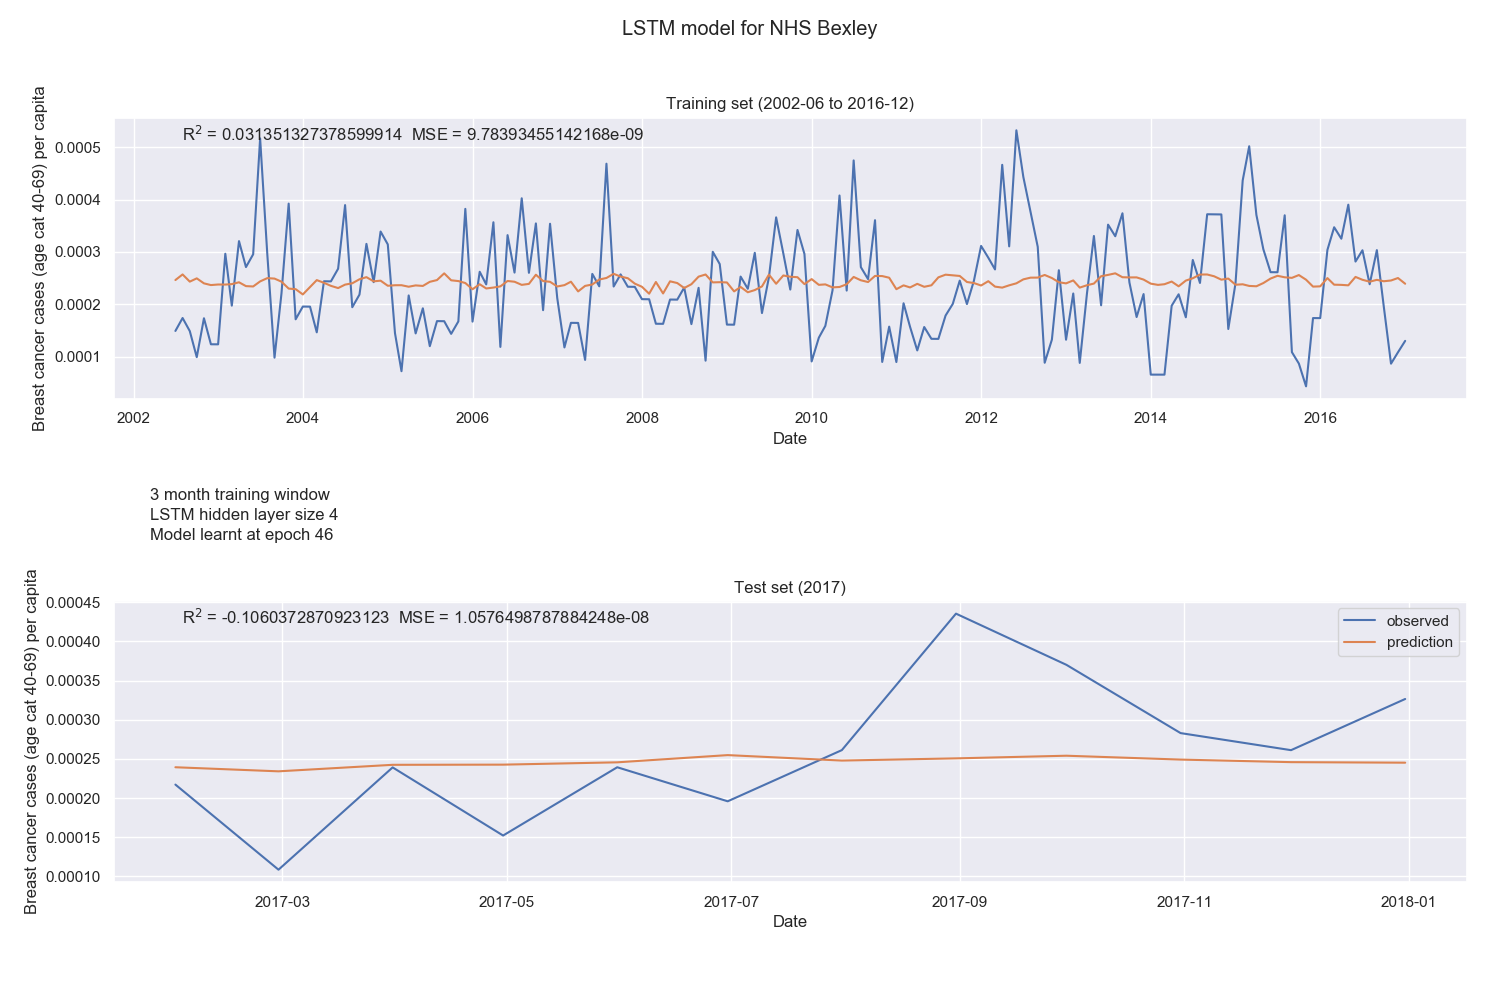 LSTM model for NHS Bexley
Training set (2002-06 to 2016-12)
R² = 0.031351327378599914 MSE = 9.78393455142168e-09
Breast cancer cases (age cat 40-69) per capita
0.0005
0.0004
0.0003
0.0002
0.0001
2002 2004 2006 2008 2010 2012 2014 2016
Date
3 month training window
LSTM hidden layer size 4
Model learnt at epoch 46
Test set (2017)
R² = -0.1060372870923123 MSE = 1.0576498787884248e-08
observed
prediction
Breast cancer cases (age cat 40-69) per capita
0.00045
0.00040
0.00035
0.00030
0.00025
0.00020
0.00015
0.00010
2017-03 2017-05 2017-07 2017-09 2017-11 2018-01
Date